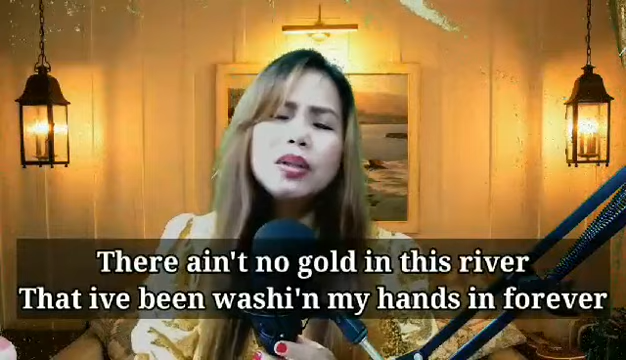 There ain't no gold in this river
That ive been washi'n my hands in forever